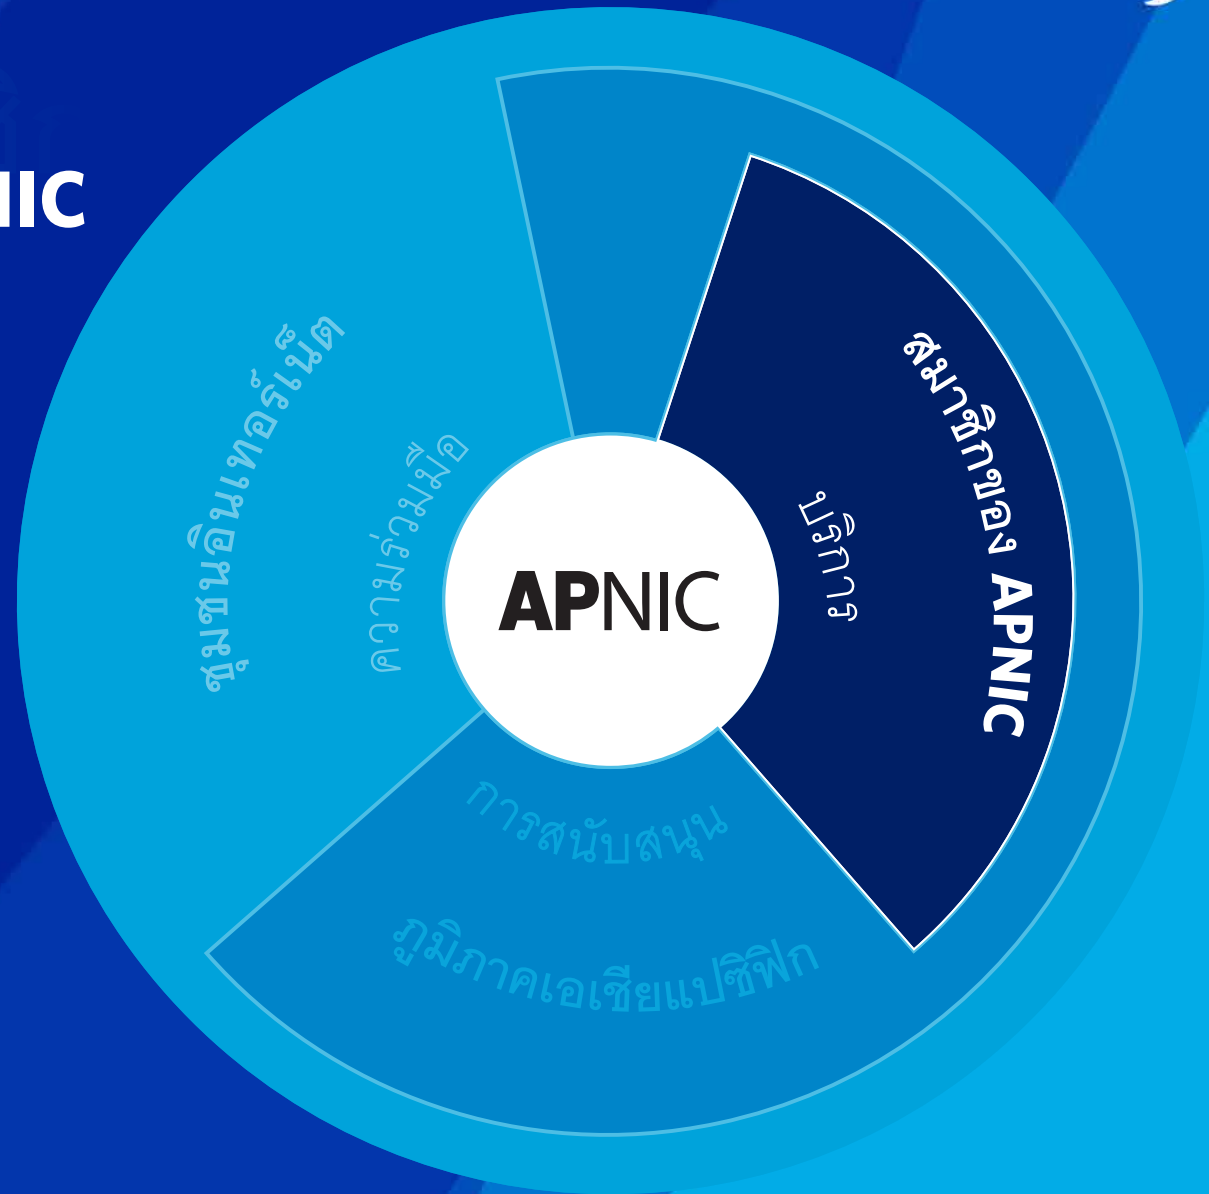 NIC
ชุมชนอินเทอร์เน็ต
ความร่วมมือ
APNIC
บริการ
สมาชิกของ APNIC
การสนับสนุน
ภูมิภาคเอเชียแปซิฟิก